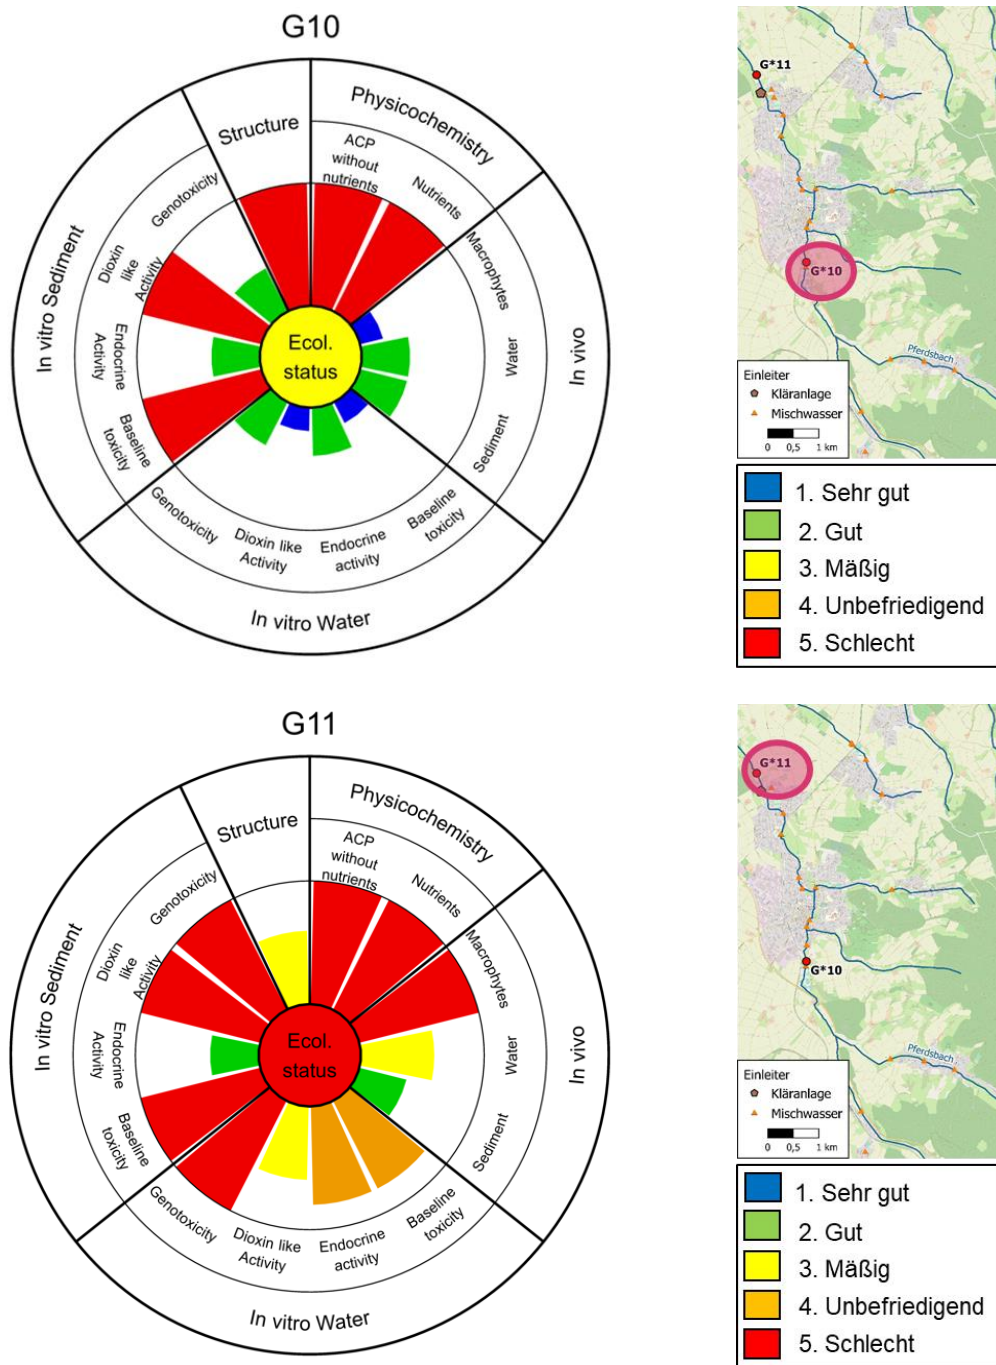 G10
Structure
Physicochemistry
ACP
without
nutrients
Nutrients
In vivo
Macrophytes
Water
Sediment
In vitro Water
Baseline
toxicity
Endocrine
activity
Dioxin like
Activity
Genotoxicity
In vitro Sediment
Baseline
toxicity
Endocrine
Activity
Dioxin
like
Activity
Genotoxicity
Ecol.
status
G*11
G*10
Pferdsbach
Einleiter
Kläranlage
Mischwasser
0 0,5 1 km
1. Sehr gut
2. Gut
3. Mäßig
4. Unbefriedigend
5. Schlecht
G11
Structure
Physicochemistry
ACP
without
nutrients
Nutrients
In vivo
Macrophytes
Water
Sediment
In vitro Water
Baseline
toxicity
Endocrine
activity
Dioxin like
Activity
Genotoxicity
In vitro Sediment
Baseline
toxicity
Endocrine
Activity
Dioxin
like
Activity
Genotoxicity
Ecol.
status
G*11
G*10
Pferdsbach
Einleiter
Kläranlage
Mischwasser
0 0,5 1 km
1. Sehr gut
2. Gut
3. Mäßig
4. Unbefriedigend
5. Schlecht